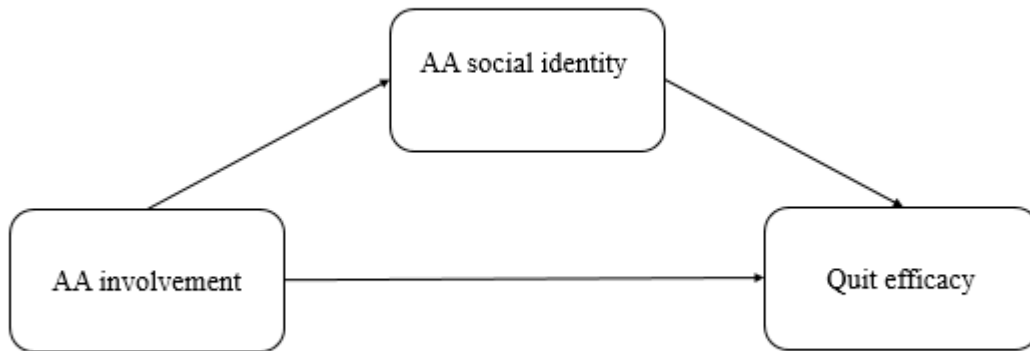 AA social identity
AA involvement
Quit efficacy